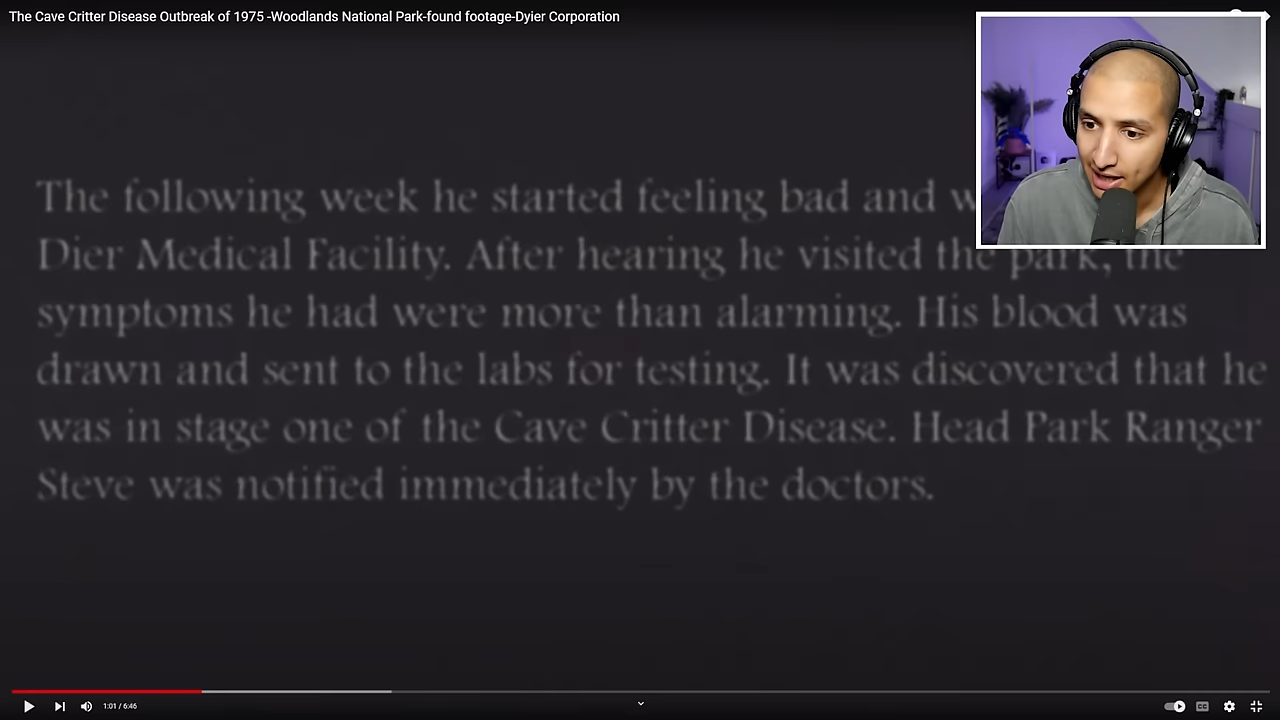 The Cave Critter Disease Outbreak of 1975 -Woodlands National Park-found footage-Dyier Corporation
The following week he started feeling bad and
Dier Medical Facility. After hearing he visited the park, the
symptoms he had were more than alarming. His blood was
drawn and sent to the labs for testing. It was discovered that he
was in stage one of the Cave Critter Disease. Head Park Ranger
Steve was notified immediately by the doctors.
1:01 / 6:46
CC